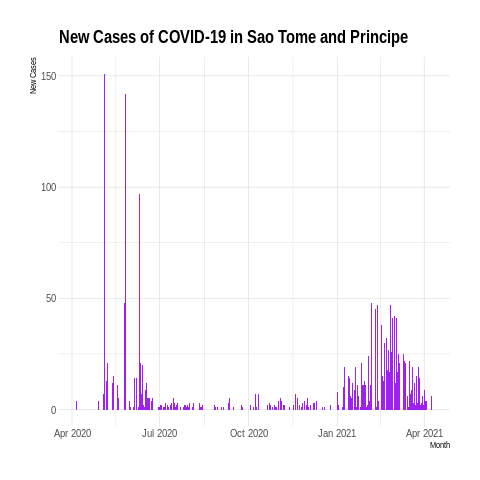 New Cases of COVID-19 in Sao Tome and Principe
New Cases
150
100
50
0
Apr 2020 Jul 2020 Oct 2020 Jan 2021 Apr 2021
Month